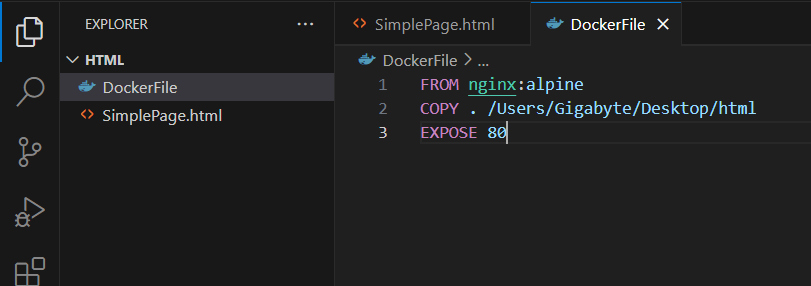 EXPLORER
HTML
DockerFile
SimplePage.html
SimplePage.html
DockerFile
DockerFile > ...
1 FROM nginx:alpine
2 COPY . /Users/Gigabyte/Desktop/html
3 EXPOSE 80